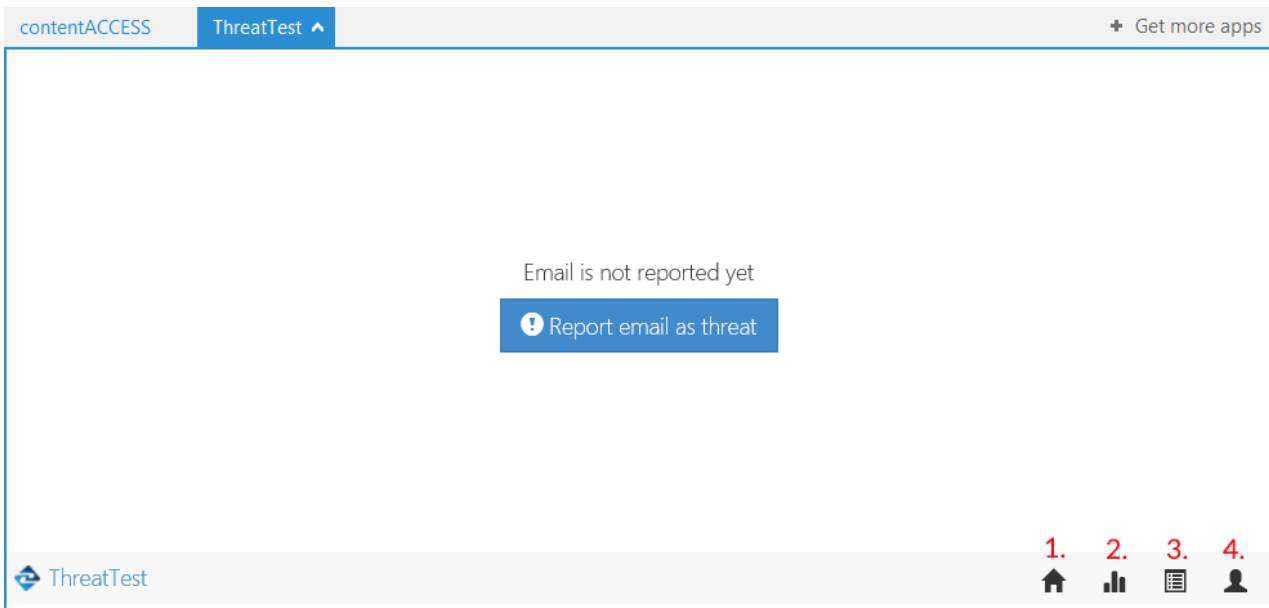 contentACCESS ThreatTest + Get more apps
Email is not reported yet
Report email as threat
1. 2. 3. 4.
ThreatTest